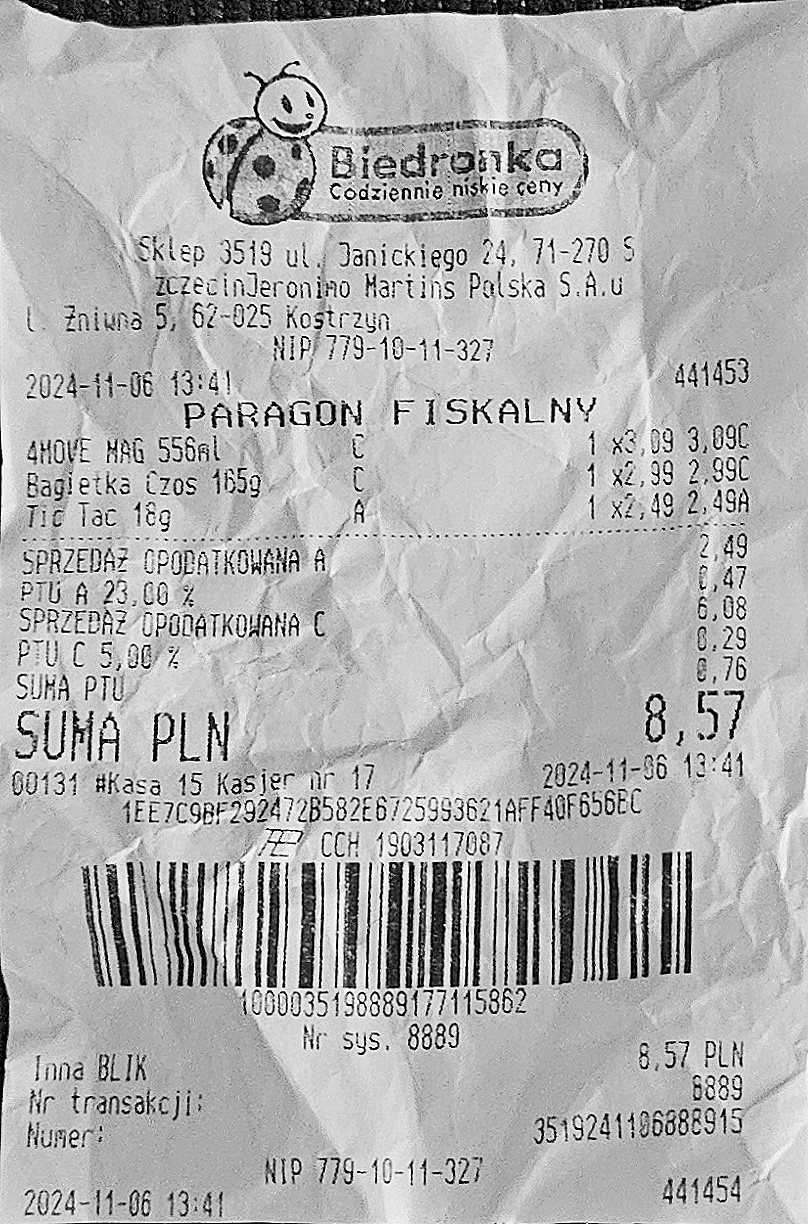 Biedronka
Codziennie niskie ceny
Sklep 3519 ul. Janickiego 24, 71-270 S
zczecinJeronimo Martins Polska S.A.u
l. Żniwna 5, 62-025 Kostrzyn
NIP 779-10-11-327
2024-11-06 13:41 441453
PARAGON FISKALNY
4MOVE MAG 556ml C 1 x3,09 3,09C
Bagietka Czos 165g C 1 x2,99 2,99C
Tic Tac 18g A 1 x2,49 2,49A
SPRZEDAŻ OPODATKOWANA A 2,49
PTU A 23,00 % 0,47
SPRZEDAŻ OPODATKOWANA C 6,08
PTU C 5,00 % 0,29
SUMA PTU 0,76
SUMA PLN 8,57
00131 #Kasa 15 Kasjer nr 17 2024-11-06 13:41
1EE7C9BF292472B582E6725993621AFF40F656BC
CCH 1903117087
1000035198889177115862
Nr sys. 8889
Inna BLIK 8,57 PLN
Nr transakcji: 8889
Numer: 3519241106888915
NIP 779-10-11-327
2024-11-06 13:41 441454